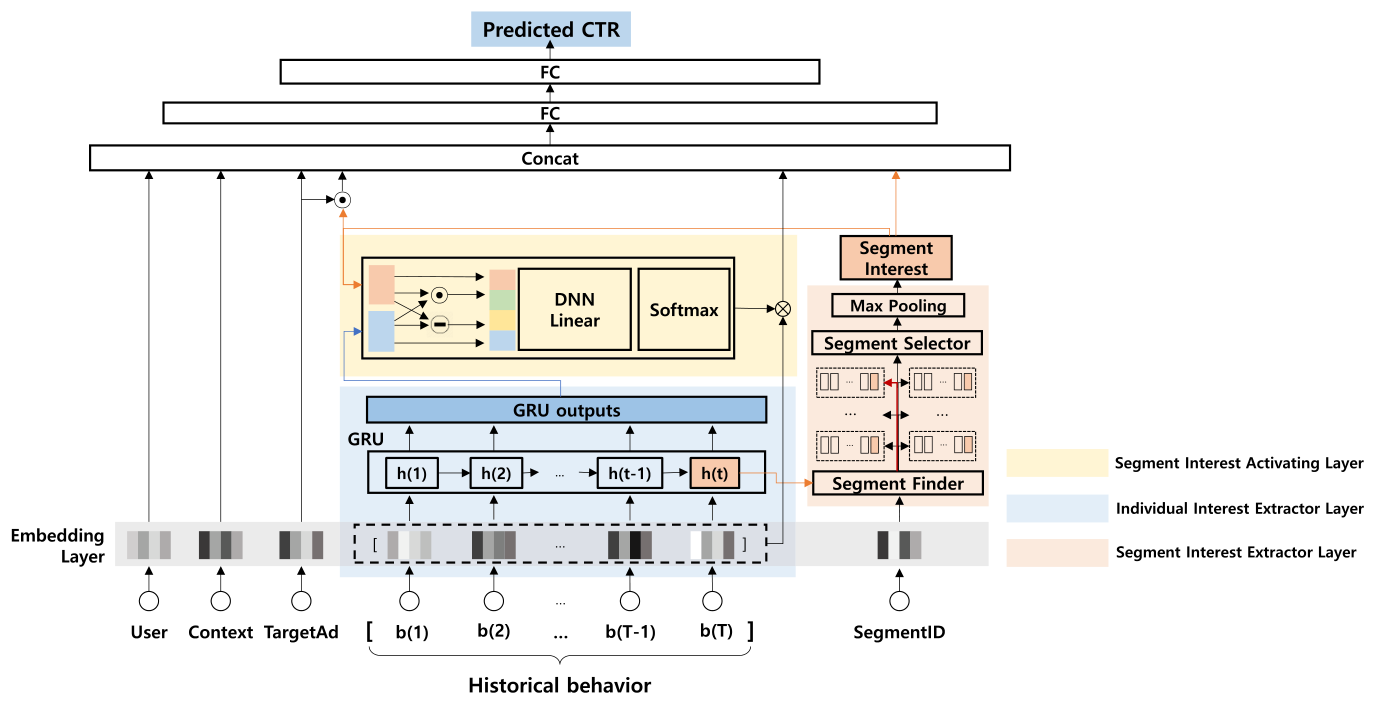 Predicted CTR
FC
FC
Concat
Segment
Interest
Max Pooling
Segment Selector
...
...
...
...
...
...
Segment Finder
DNN
Linear
Softmax
GRU outputs
GRU
h(1)
h(2)
...
h(t-1)
h(t)
Embedding
Layer
[
...
]
...
User
Context
TargetAd
[ b(1) b(2) ... b(T-1) b(T) ]
SegmentID
Historical behavior
Segment Interest Activating Layer
Individual Interest Extractor Layer
Segment Interest Extractor Layer